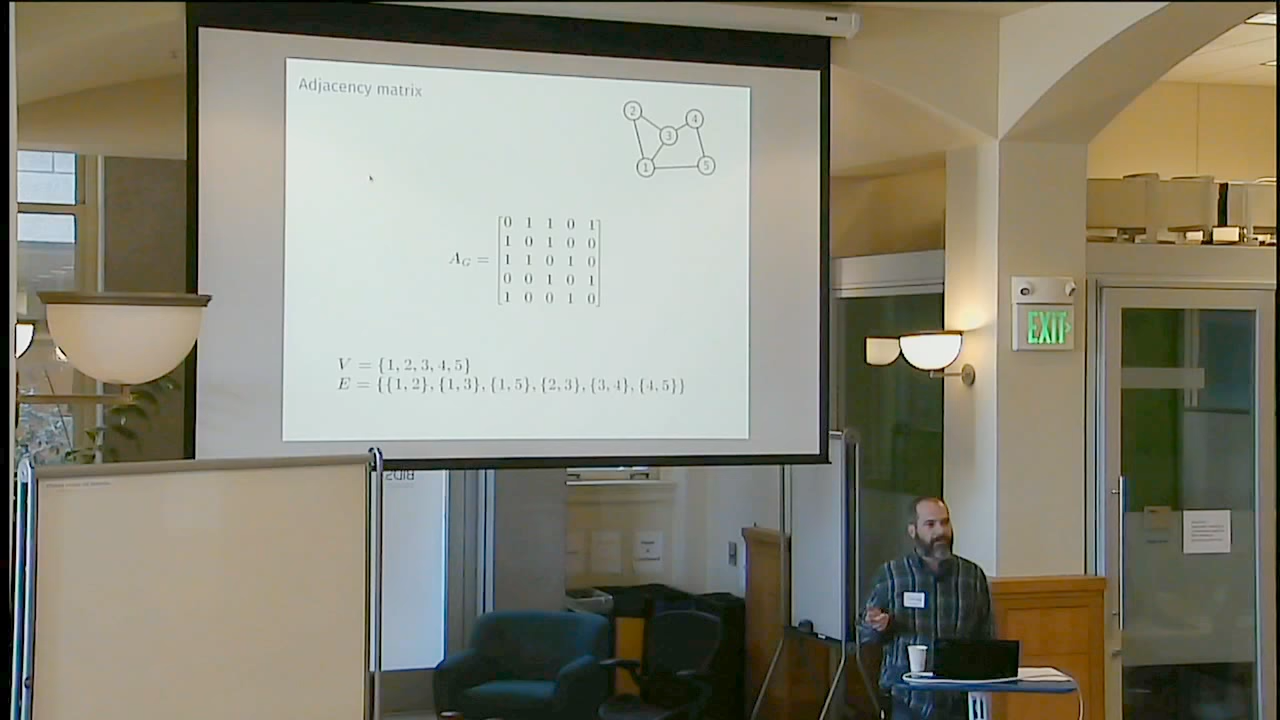 Adjacency matrix
2
4
3
1
5
A_G =
0 1 1 0 1
1 0 1 0 0
1 1 0 1 0
0 0 1 0 1
1 0 0 1 0
V = {1, 2, 3, 4, 5}
E = {{1, 2}, {1, 3}, {1, 5}, {2, 3}, {3, 4}, {4, 5}}
EXIT
BIDS